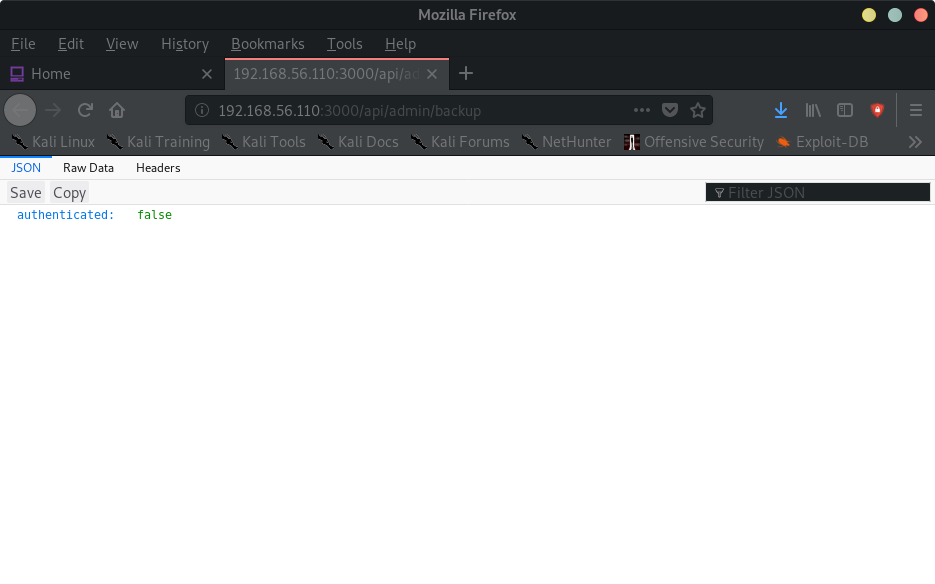 Mozilla Firefox
File Edit View History Bookmarks Tools Help
Home 192.168.56.110:3000/api/ad
192.168.56.110:3000/api/admin/backup
Kali Linux Kali Training Kali Tools Kali Docs Kali Forums NetHunter Offensive Security Exploit-DB
JSON Raw Data Headers
Save Copy Filter JSON
authenticated: false